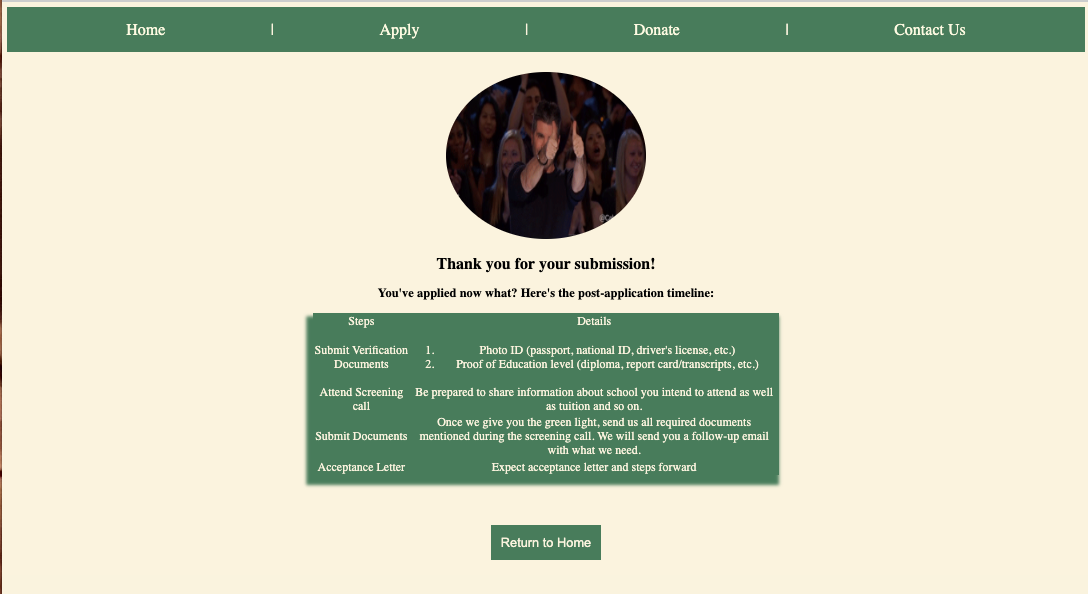 Home | Apply | Donate | Contact Us
Thank you for your submission!
You've applied now what? Here's the post-application timeline:
Steps Details
Submit Verification
Documents
1. Photo ID (passport, national ID, driver's license, etc.)
2. Proof of Education level (diploma, report card/transcripts, etc.)
Attend Screening
call
Be prepared to share information about school you intend to attend as well
as tuition and so on.
Submit Documents
Once we give you the green light, send us all required documents
mentioned during the screening call. We will send you a follow-up email
with what we need.
Acceptance Letter Expect acceptance letter and steps forward
Return to Home